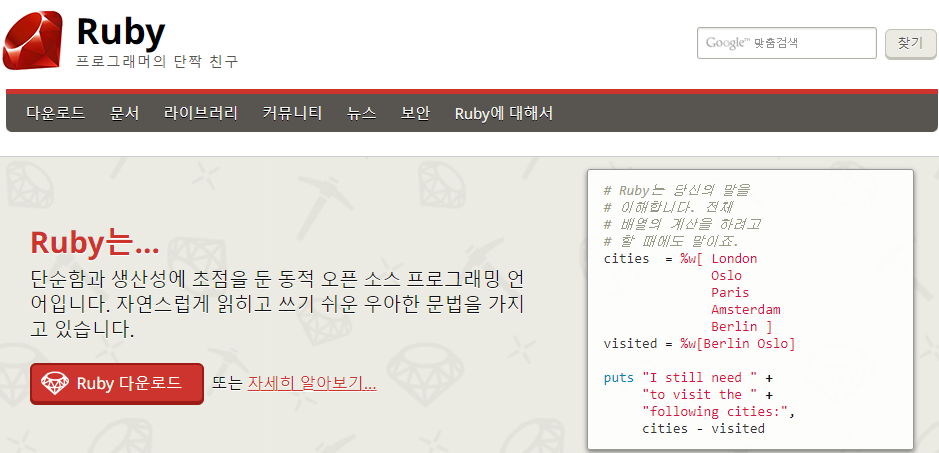 Ruby
프로그래머의 단짝 친구
Google™ 맞춤검색
찾기
다운로드 문서 라이브러리 커뮤니티 뉴스 보안 Ruby에 대해서
Ruby는...
단순함과 생산성에 초점을 둔 동적 오픈 소스 프로그래밍 언
어입니다. 자연스럽게 읽히고 쓰기 쉬운 우아한 문법을 가지
고 있습니다.
Ruby 다운로드 또는 자세히 알아보기...
# Ruby는 당신의 말을
# 이해합니다. 전체
# 배열의 계산을 하려고
# 할 때에도 말이죠.
cities  = %w[ London
              Oslo
              Paris
              Amsterdam
              Berlin ]
visited = %w[Berlin Oslo]
puts "I still need " +
     "to visit the " +
     "following cities:",
     cities - visited